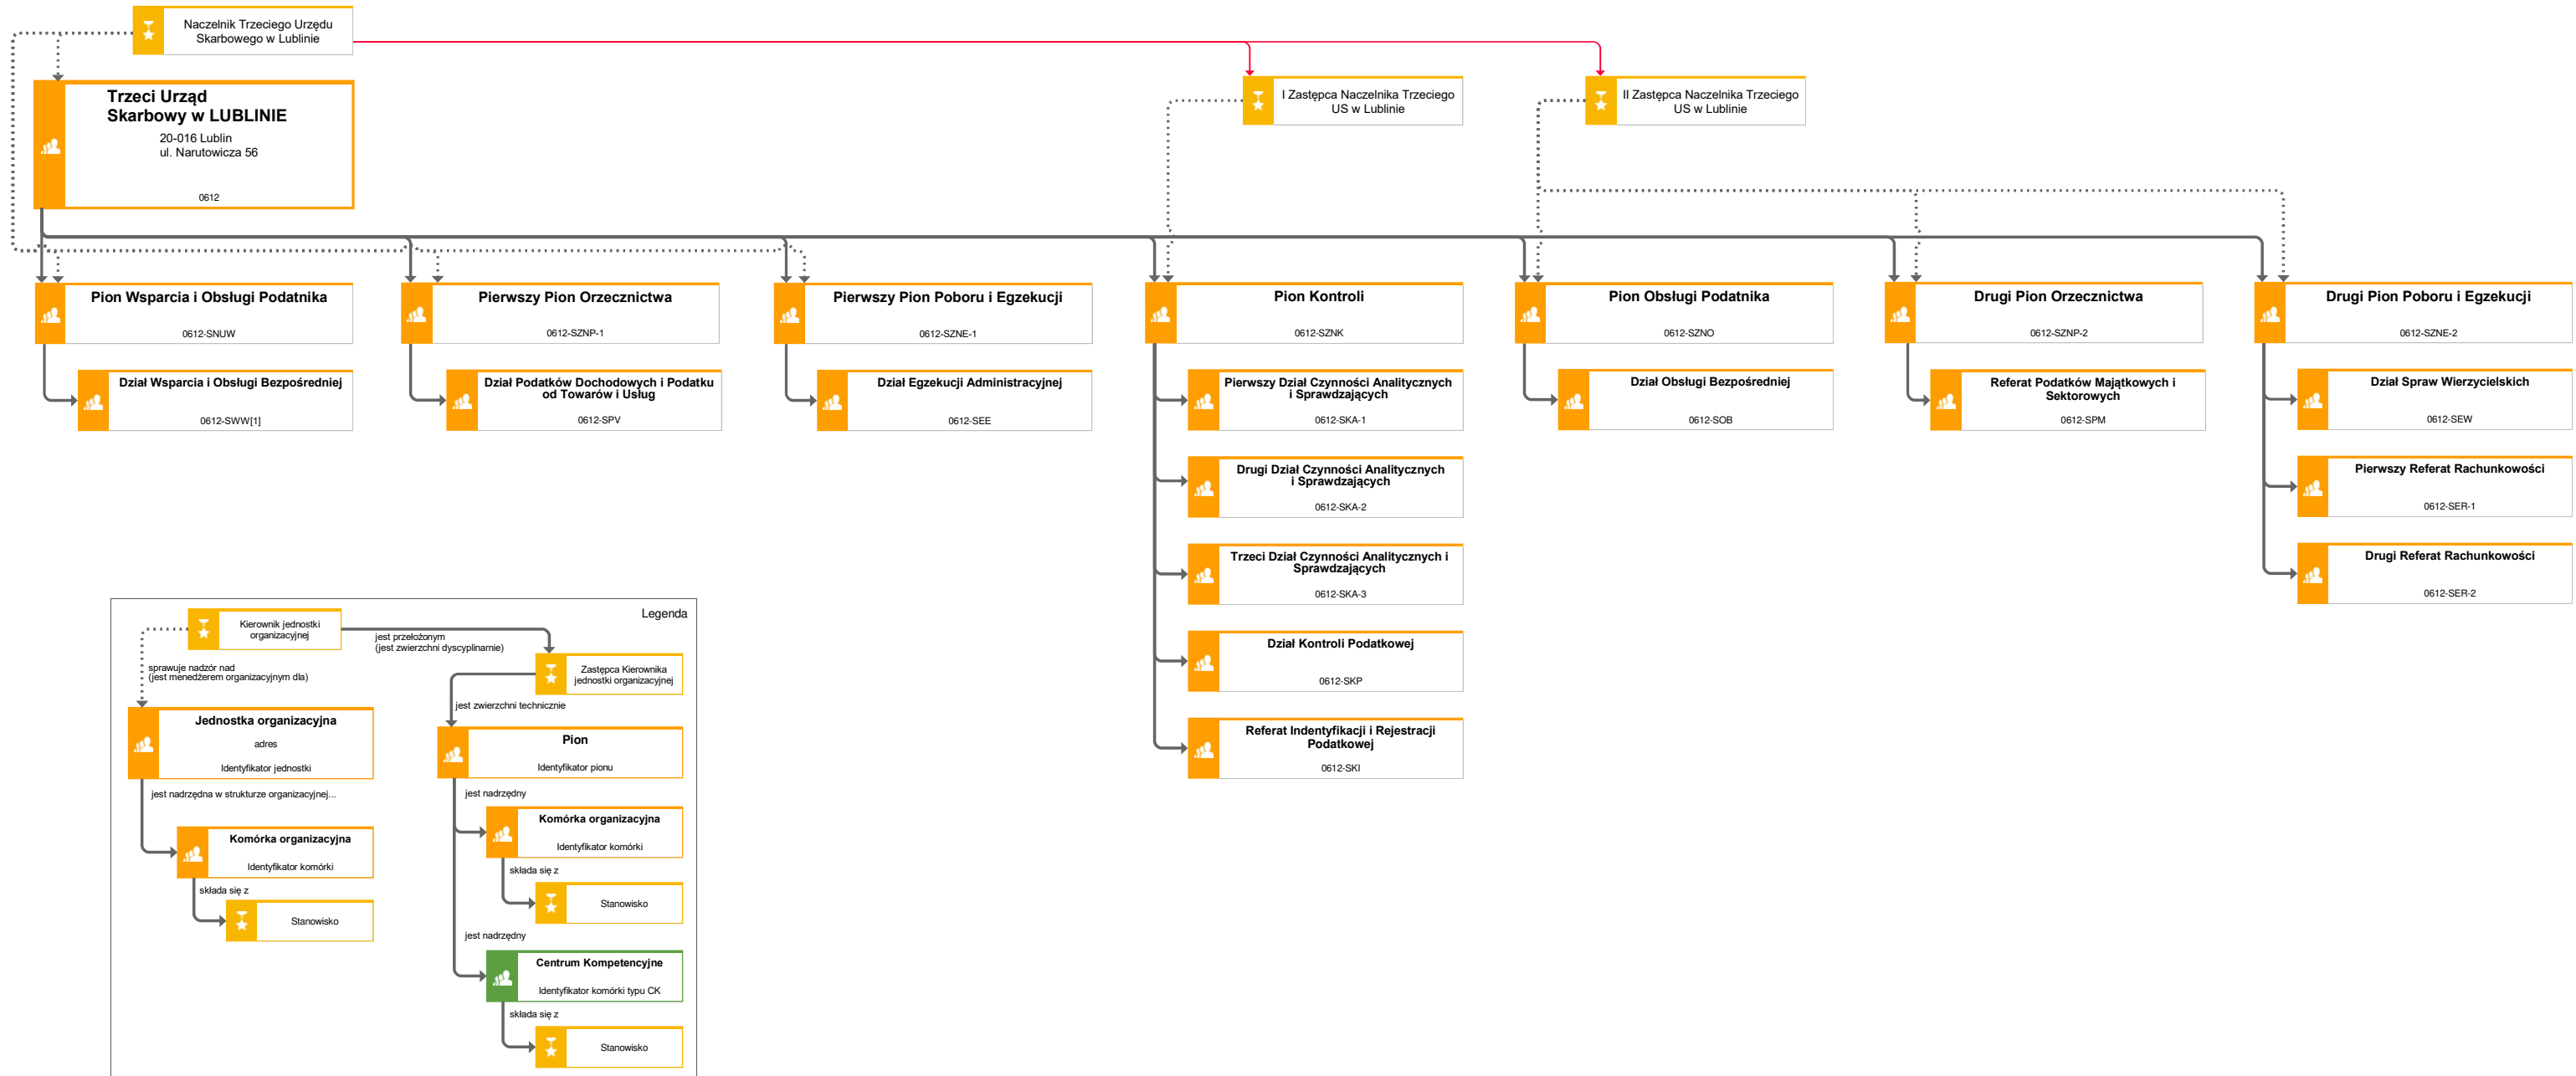 Naczelnik Trzeciego Urzędu
Skarbowego w Lublinie
Trzeci Urząd
Skarbowy w LUBLINIE
20-016 Lublin
ul. Narutowicza 56
0612
I Zastępca Naczelnika Trzeciego
US w Lublinie
II Zastępca Naczelnika Trzeciego
US w Lublinie
Pion Wsparcia i Obsługi Podatnika
0612-SNUW
Pierwszy Pion Orzecznictwa
0612-SZNP-1
Pierwszy Pion Poboru i Egzekucji
0612-SZNE-1
Pion Kontroli
0612-SZNK
Pion Obsługi Podatnika
0612-SZNO
Drugi Pion Orzecznictwa
0612-SZNP-2
Drugi Pion Poboru i Egzekucji
0612-SZNE-2
Dział Wsparcia i Obsługi Bezpośredniej
0612-SWW[1]
Dział Podatków Dochodowych i Podatku
od Towarów i Usług
0612-SPV
Dział Egzekucji Administracyjnej
0612-SEE
Pierwszy Dział Czynności Analitycznych
i Sprawdzających
0612-SKA-1
Drugi Dział Czynności Analitycznych
i Sprawdzających
0612-SKA-2
Trzeci Dział Czynności Analitycznych i
Sprawdzających
0612-SKA-3
Dział Kontroli Podatkowej
0612-SKP
Referat Indentyfikacji i Rejestracji
Podatkowej
0612-SKI
Dział Obsługi Bezpośredniej
0612-SOB
Referat Podatków Majątkowych i
Sektorowych
0612-SPM
Dział Spraw Wierzycielskich
0612-SEW
Pierwszy Referat Rachunkowości
0612-SER-1
Drugi Referat Rachunkowości
0612-SER-2
Legenda
Kierownik jednostki
organizacyjnej
jest przełożonym
(jest zwierzchni dyscyplinarnie)
sprawuje nadzór nad
(jest menedżerem organizacyjnym dla)
Zastępca Kierownika
jednostki organizacyjnej
jest zwierzchni technicznie
Jednostka organizacyjna
adres
Identyfikator jednostki
jest nadrzędna w strukturze organizacyjnej...
Komórka organizacyjna
Identyfikator komórki
składa się z
Stanowisko
Pion
Identyfikator pionu
jest nadrzędny
Komórka organizacyjna
Identyfikator komórki
składa się z
Stanowisko
jest nadrzędny
Centrum Kompetencyjne
Identyfikator komórki typu CK
składa się z
Stanowisko